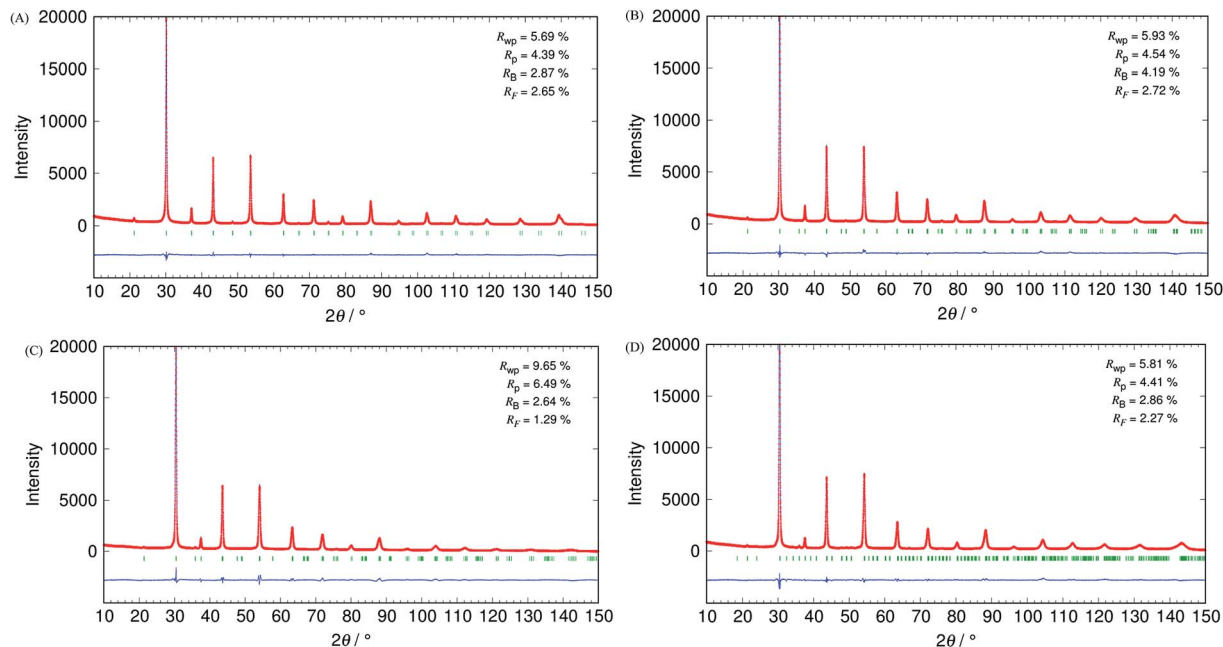 (A)
20000
15000
10000
5000
0
Intensity
R_wp = 5.69 %
R_p = 4.39 %
R_B = 2.87 %
R_F = 2.65 %
10 20 30 40 50 60 70 80 90 100 110 120 130 140 150
2θ / °
(B)
20000
15000
10000
5000
0
Intensity
R_wp = 5.93 %
R_p = 4.54 %
R_B = 4.19 %
R_F = 2.72 %
10 20 30 40 50 60 70 80 90 100 110 120 130 140 150
2θ / °
(C)
20000
15000
10000
5000
0
Intensity
R_wp = 9.65 %
R_p = 6.49 %
R_B = 2.64 %
R_F = 1.29 %
10 20 30 40 50 60 70 80 90 100 110 120 130 140 150
2θ / °
(D)
20000
15000
10000
5000
0
Intensity
R_wp = 5.81 %
R_p = 4.41 %
R_B = 2.86 %
R_F = 2.27 %
10 20 30 40 50 60 70 80 90 100 110 120 130 140 150
2θ / °